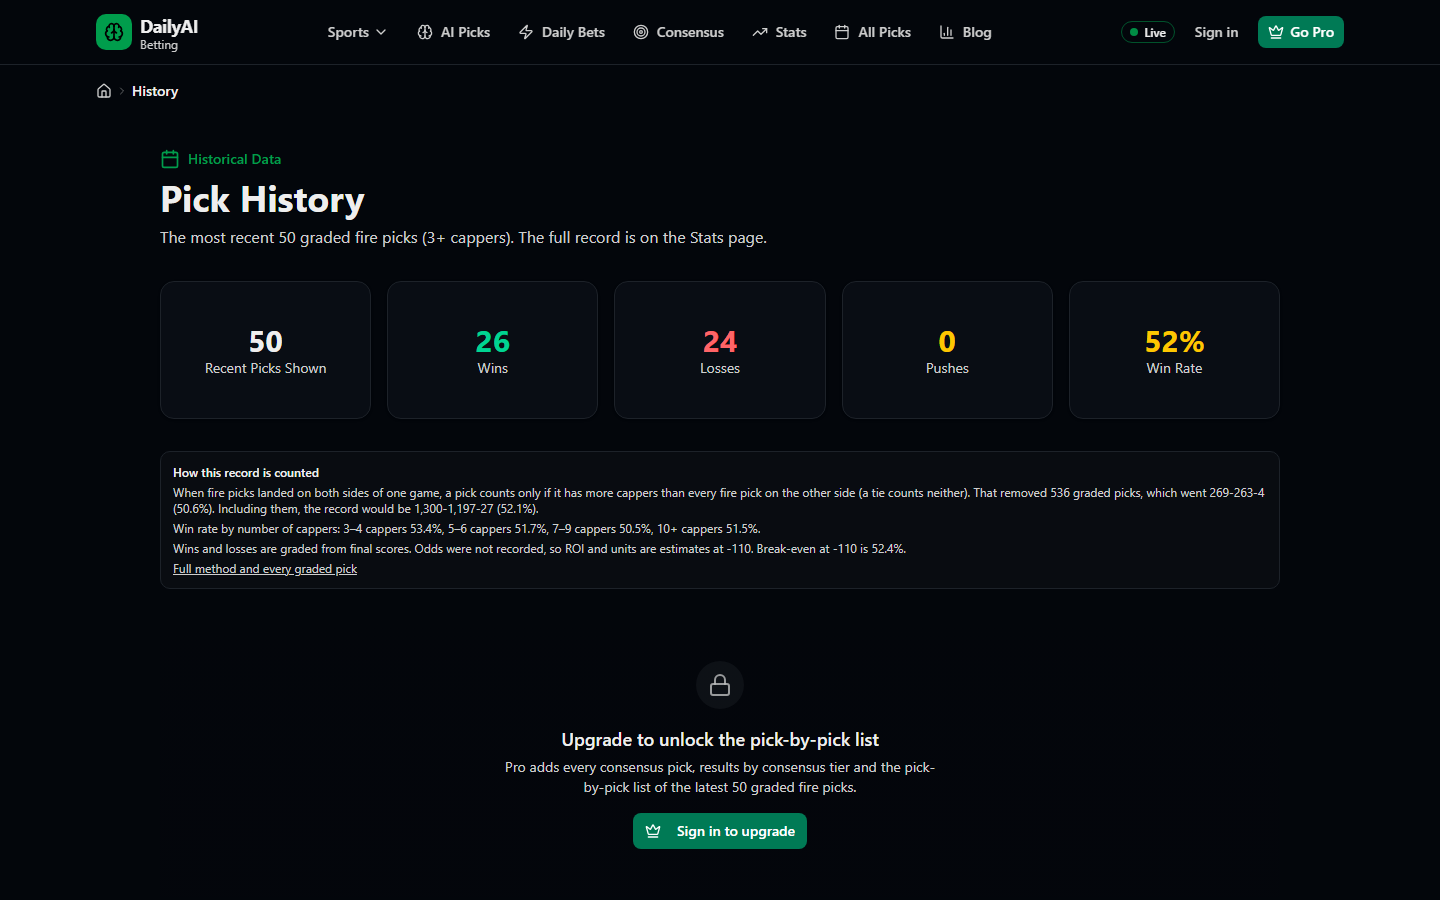 DailyAI
Betting
Sports
AI Picks
Daily Bets
Consensus
Stats
All Picks
Blog
Live
Sign in
Go Pro
History
Historical Data
Pick History
The most recent 50 graded fire picks (3+ cappers). The full record is on the Stats page.
50
Recent Picks Shown
26
Wins
24
Losses
0
Pushes
52%
Win Rate
How this record is counted
When fire picks landed on both sides of one game, a pick counts only if it has more cappers than every fire pick on the other side (a tie counts neither). That removed 536 graded picks, which went 269-263-4
(50.6%). Including them, the record would be 1,300-1,197-27 (52.1%).
Win rate by number of cappers: 3–4 cappers 53.4%, 5–6 cappers 51.7%, 7–9 cappers 50.5%, 10+ cappers 51.5%.
Wins and losses are graded from final scores. Odds were not recorded, so ROI and units are estimates at -110. Break-even at -110 is 52.4%.
Full method and every graded pick
Upgrade to unlock the pick-by-pick list
Pro adds every consensus pick, results by consensus tier and the pick-
by-pick list of the latest 50 graded fire picks.
Sign in to upgrade